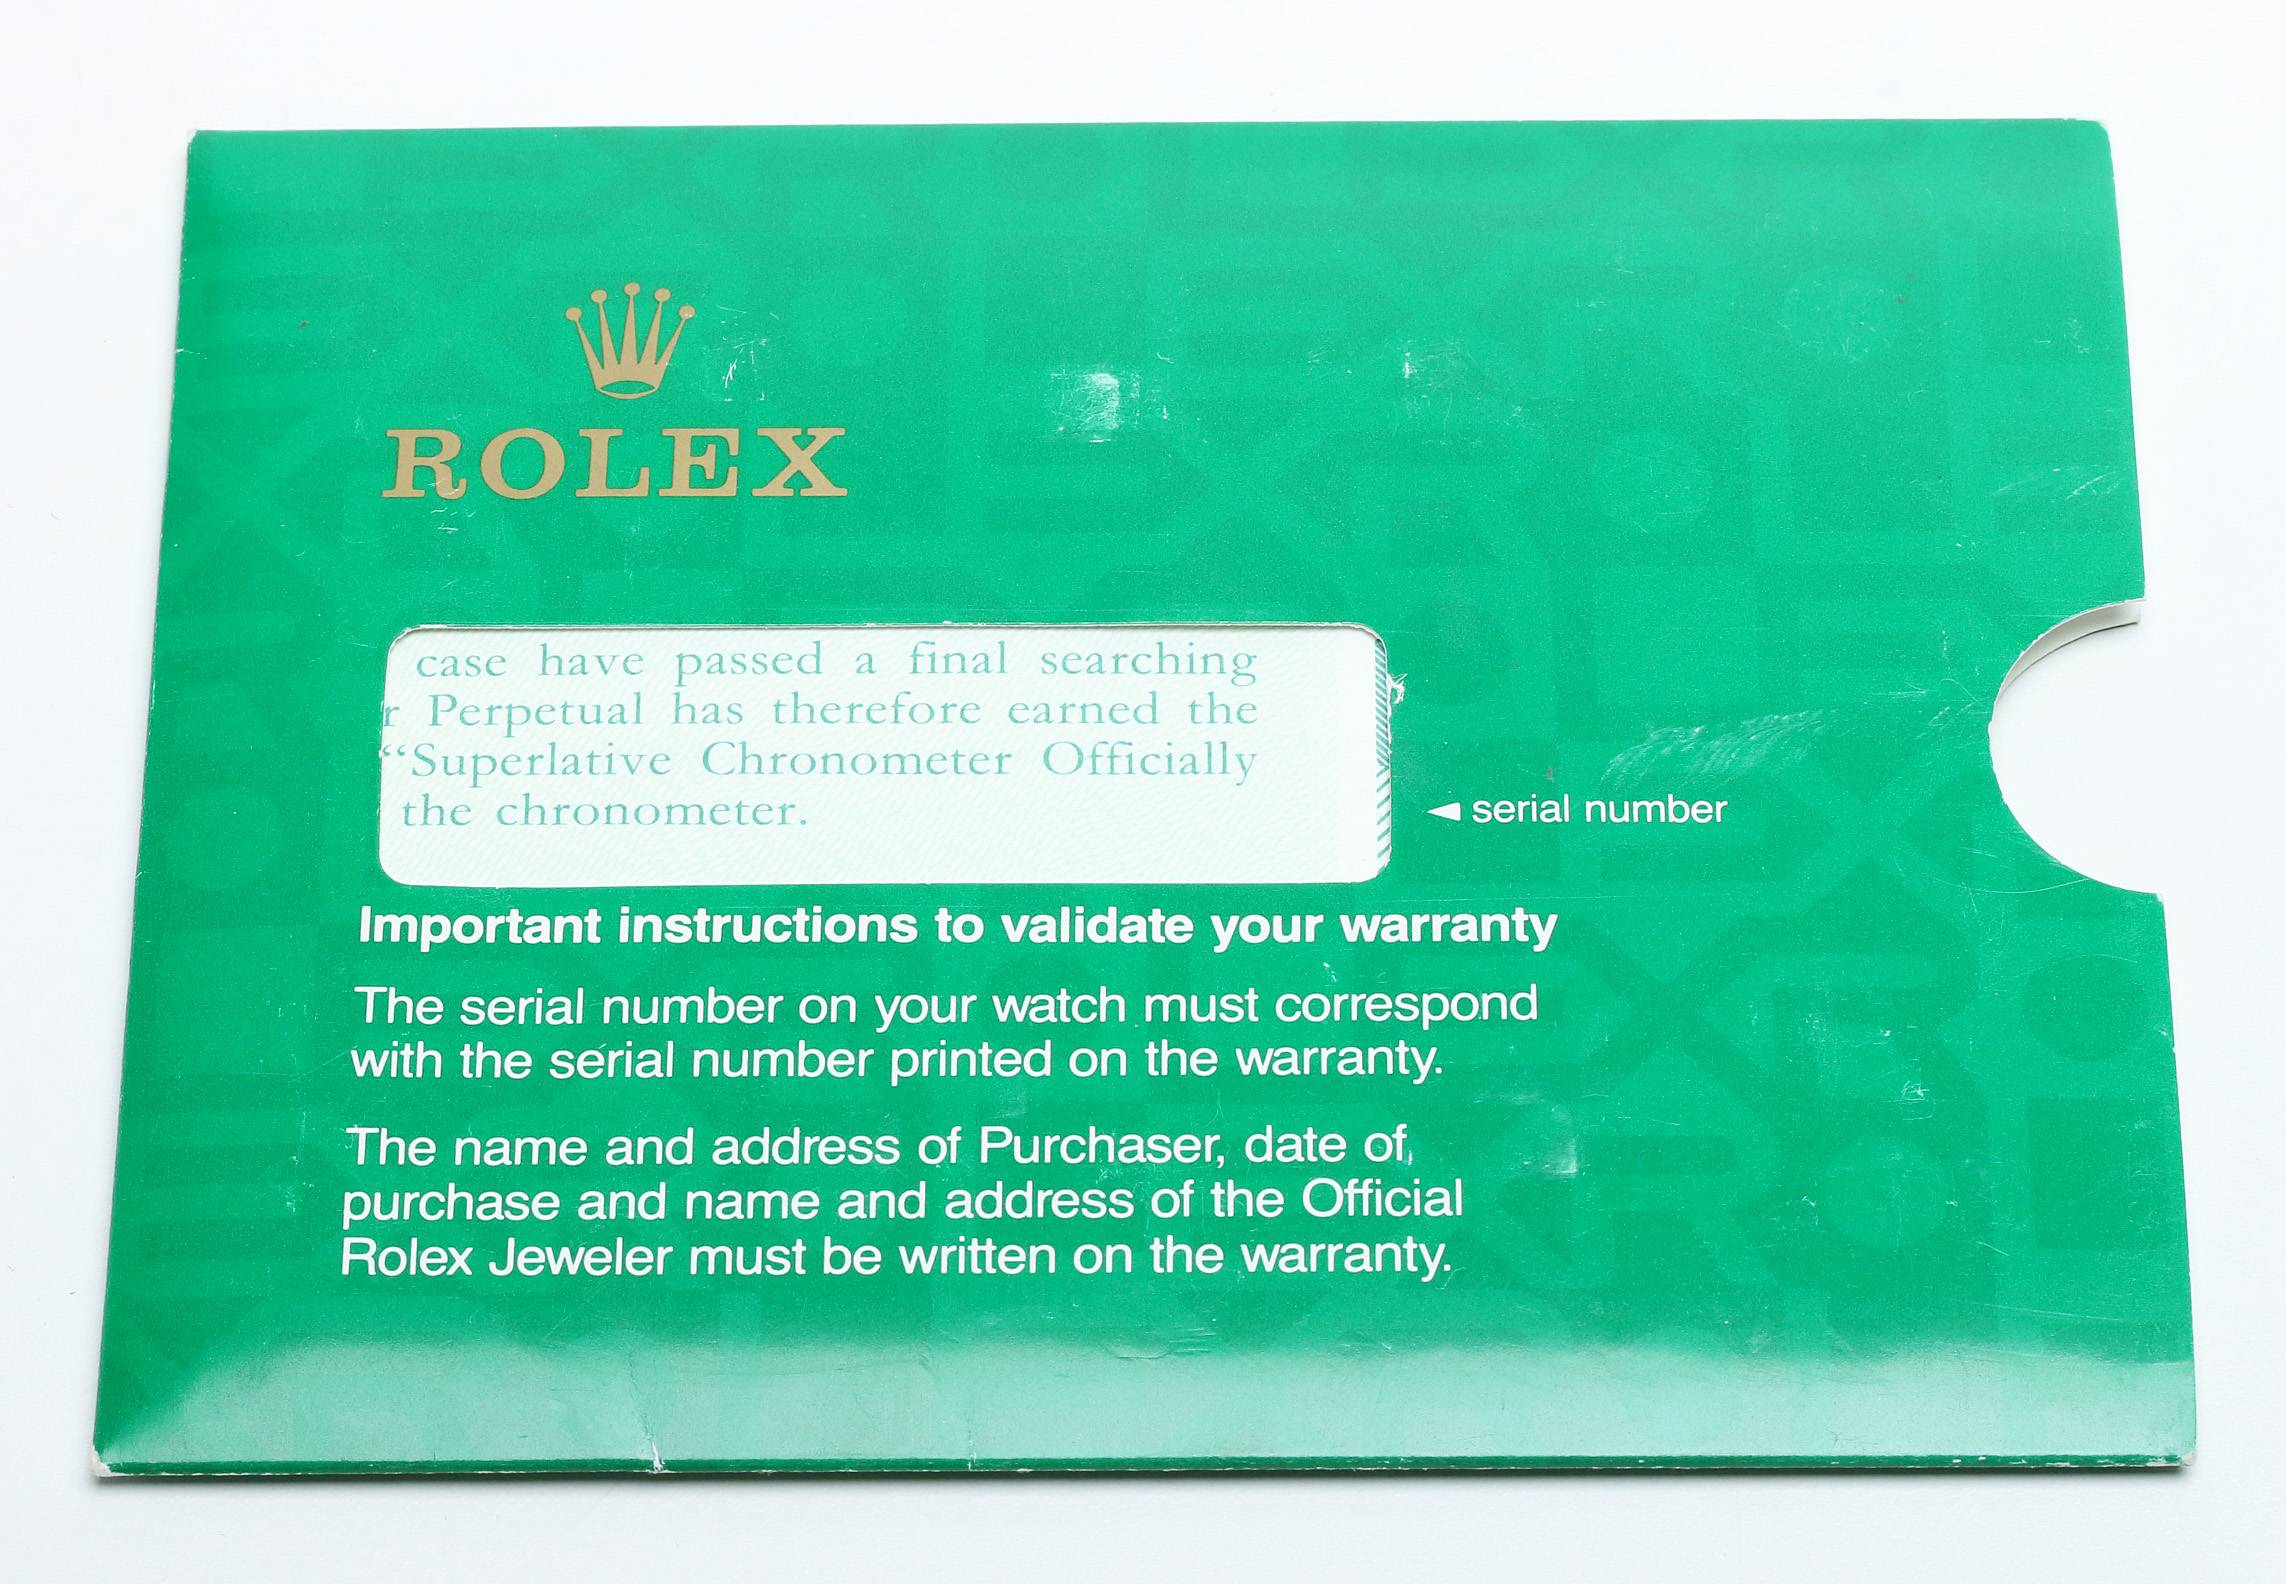 ROLEX
case have passed a final searching
r Perpetual has therefore earned the
“Superlative Chronometer Officially
the chronometer.
serial number
Important instructions to validate your warranty
The serial number on your watch must correspond
with the serial number printed on the warranty.
The name and address of Purchaser, date of
purchase and name and address of the Official
Rolex Jeweler must be written on the warranty.